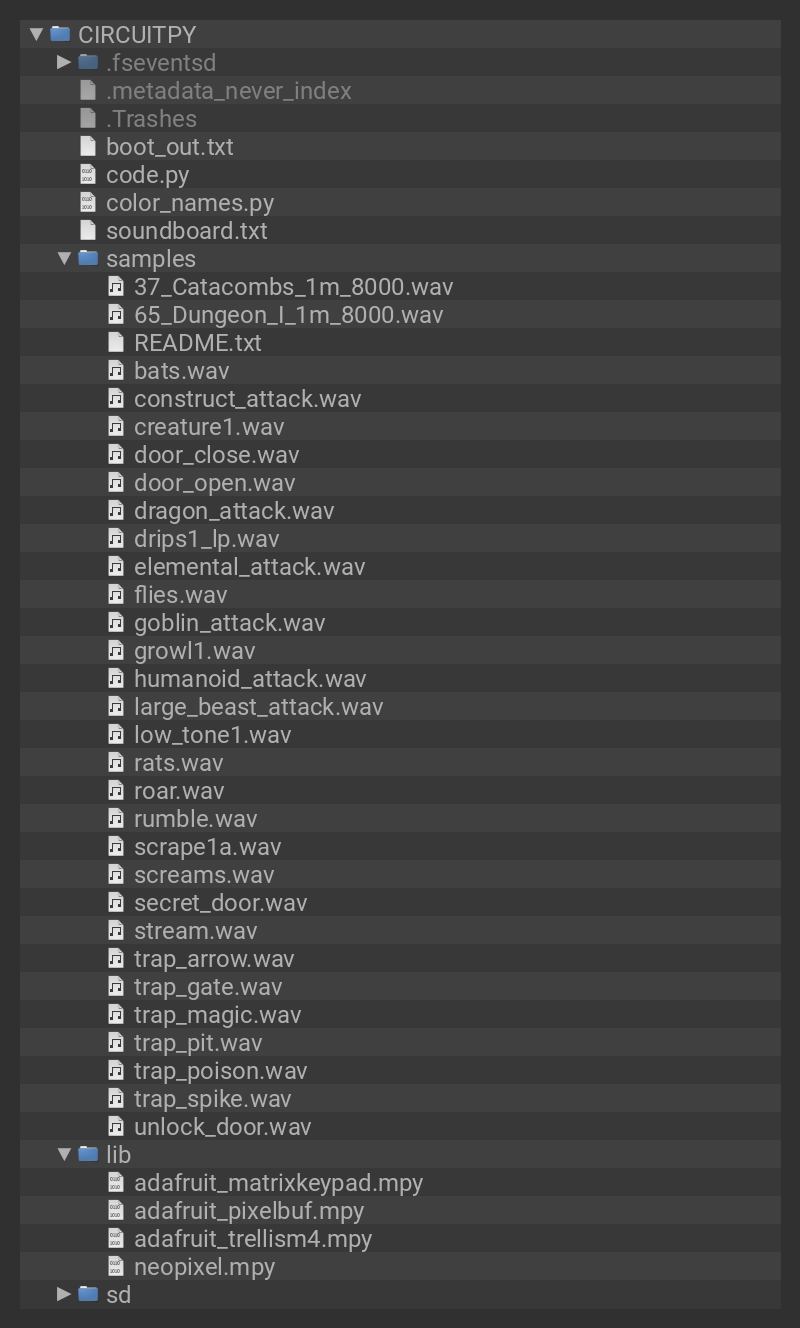 CIRCUITPY
.fseventsd
.metadata_never_index
.Trashes
boot_out.txt
code.py
color_names.py
soundboard.txt
samples
37_Catacombs_1m_8000.wav
65_Dungeon_I_1m_8000.wav
README.txt
bats.wav
construct_attack.wav
creature1.wav
door_close.wav
door_open.wav
dragon_attack.wav
drips1_lp.wav
elemental_attack.wav
flies.wav
goblin_attack.wav
growl1.wav
humanoid_attack.wav
large_beast_attack.wav
low_tone1.wav
rats.wav
roar.wav
rumble.wav
scrape1a.wav
screams.wav
secret_door.wav
stream.wav
trap_arrow.wav
trap_gate.wav
trap_magic.wav
trap_pit.wav
trap_poison.wav
trap_spike.wav
unlock_door.wav
lib
adafruit_matrixkeypad.mpy
adafruit_pixelbuf.mpy
adafruit_trellism4.mpy
neopixel.mpy
sd